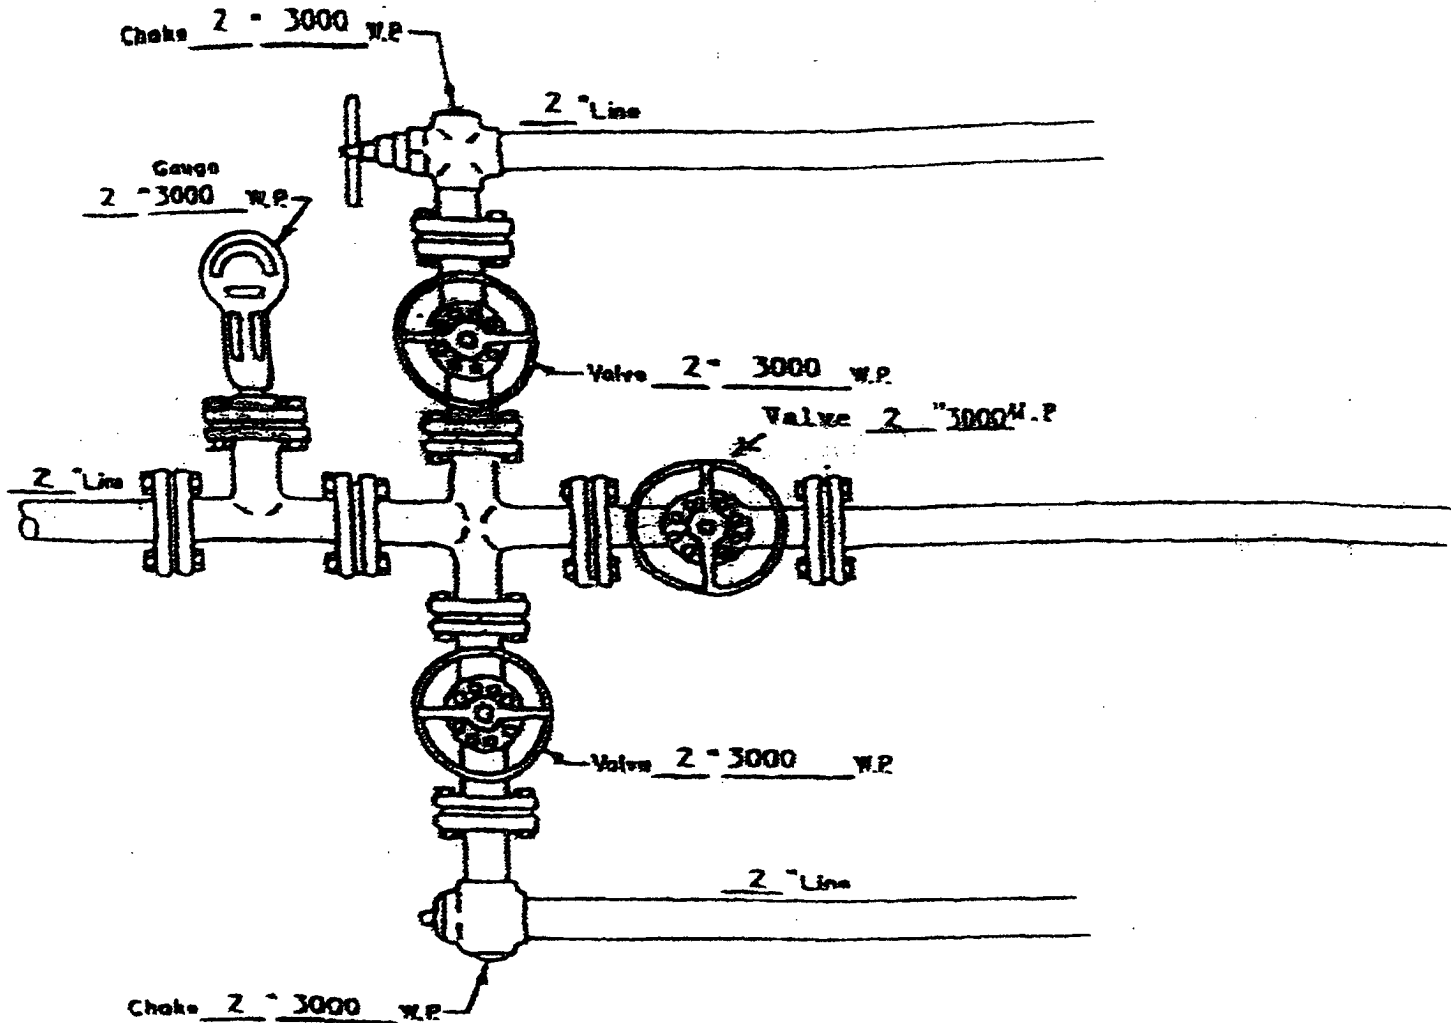 Choke 2 " 3000 W.P.
2 " Line
Gauge
2 " 3000 W.P.
Valve 2 " 3000 W.P.
Valve 2 " 3000 W.P
2 " Line
Valve 2 " 3000 W.P.
2 " Line
Choke 2 " 3000 W.P.